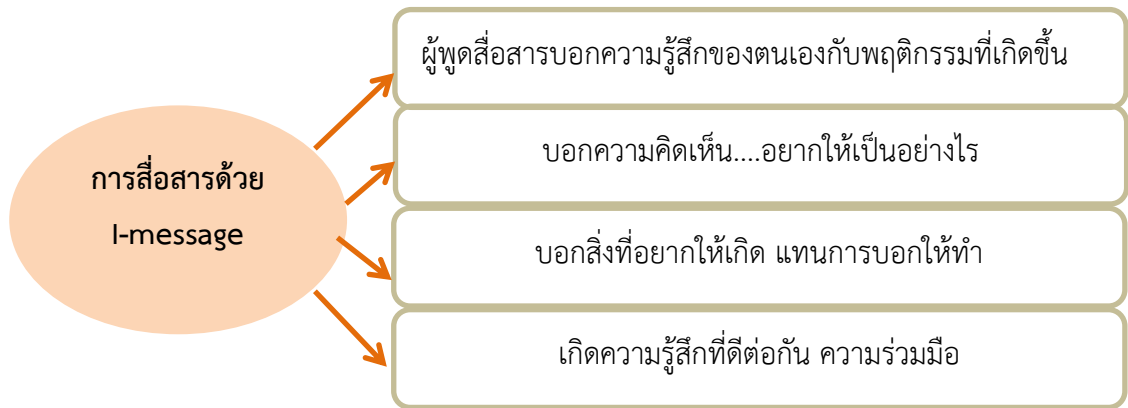 ผู้พูดสื่อสารบอกความรู้สึกของตนเองกับพฤติกรรมที่เกิดขึ้น
การสื่อสารด้วย
I-message
บอกความคิดเห็น....อยากให้เป็นอย่างไร
บอกสิ่งที่อยากให้เกิด แทนการบอกให้ทำ
เกิดความรู้สึกที่ดีต่อกัน ความร่วมมือ